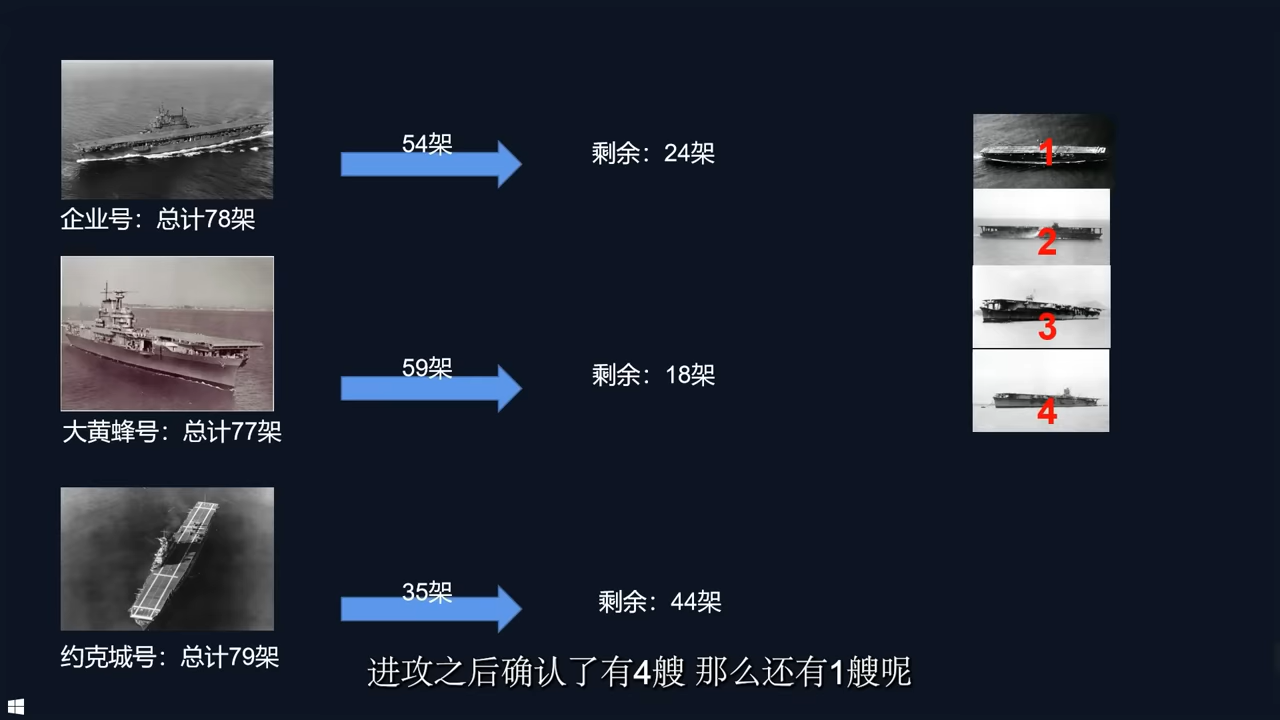 54架
剩余：24架
1
企业号：总计78架
2
3
59架
剩余：18架
4
大黄蜂号：总计77架
35架
剩余：44架
约克城号：总计79架
进攻之后确认了有4艘 那么还有1艘呢